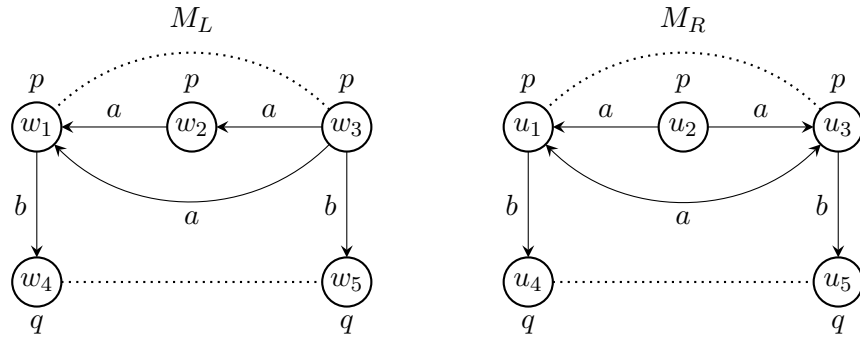 M_L M_R
p p p p p p
w_1 a w_2 a w_3 u_1 a u_2 a u_3
b a b b a b
w_4 w_5 u_4 u_5
q q q q